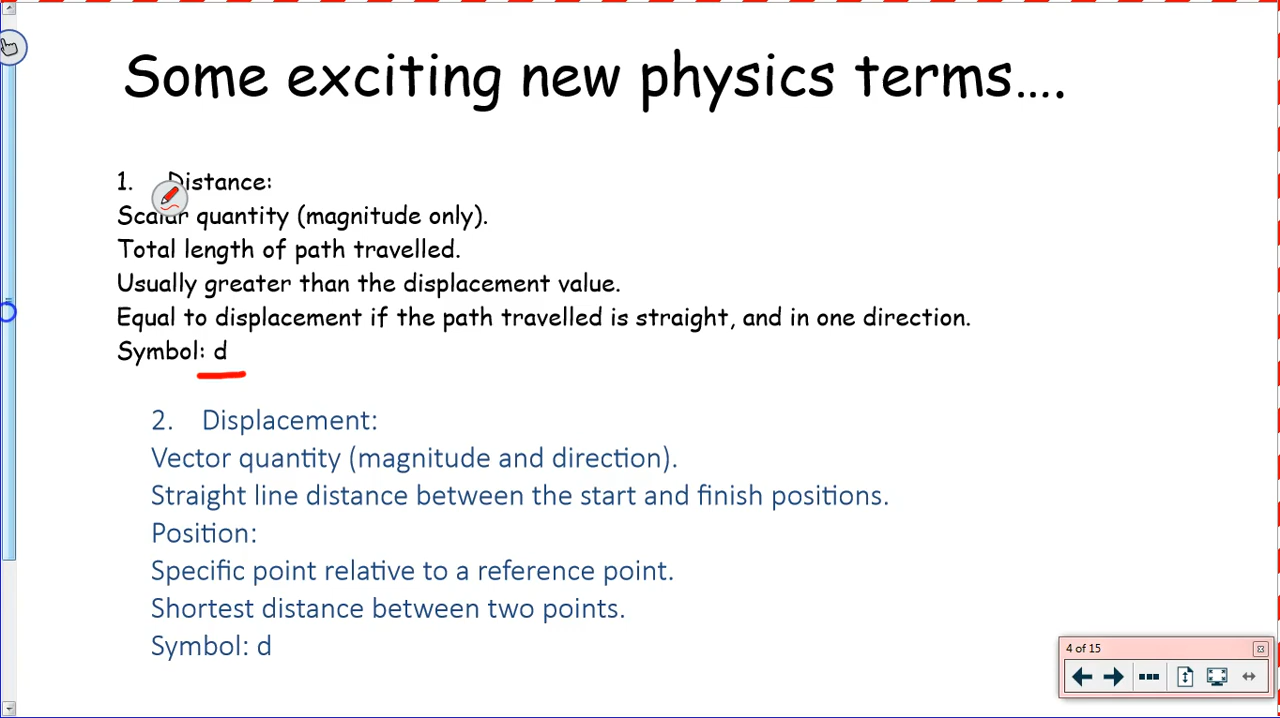 Some exciting new physics terms....
1. Distance:
Scalar quantity (magnitude only).
Total length of path travelled.
Usually greater than the displacement value.
Equal to displacement if the path travelled is straight, and in one direction.
Symbol: d
2. Displacement:
Vector quantity (magnitude and direction).
Straight line distance between the start and finish positions.
Position:
Specific point relative to a reference point.
Shortest distance between two points.
Symbol: d
4 of 15